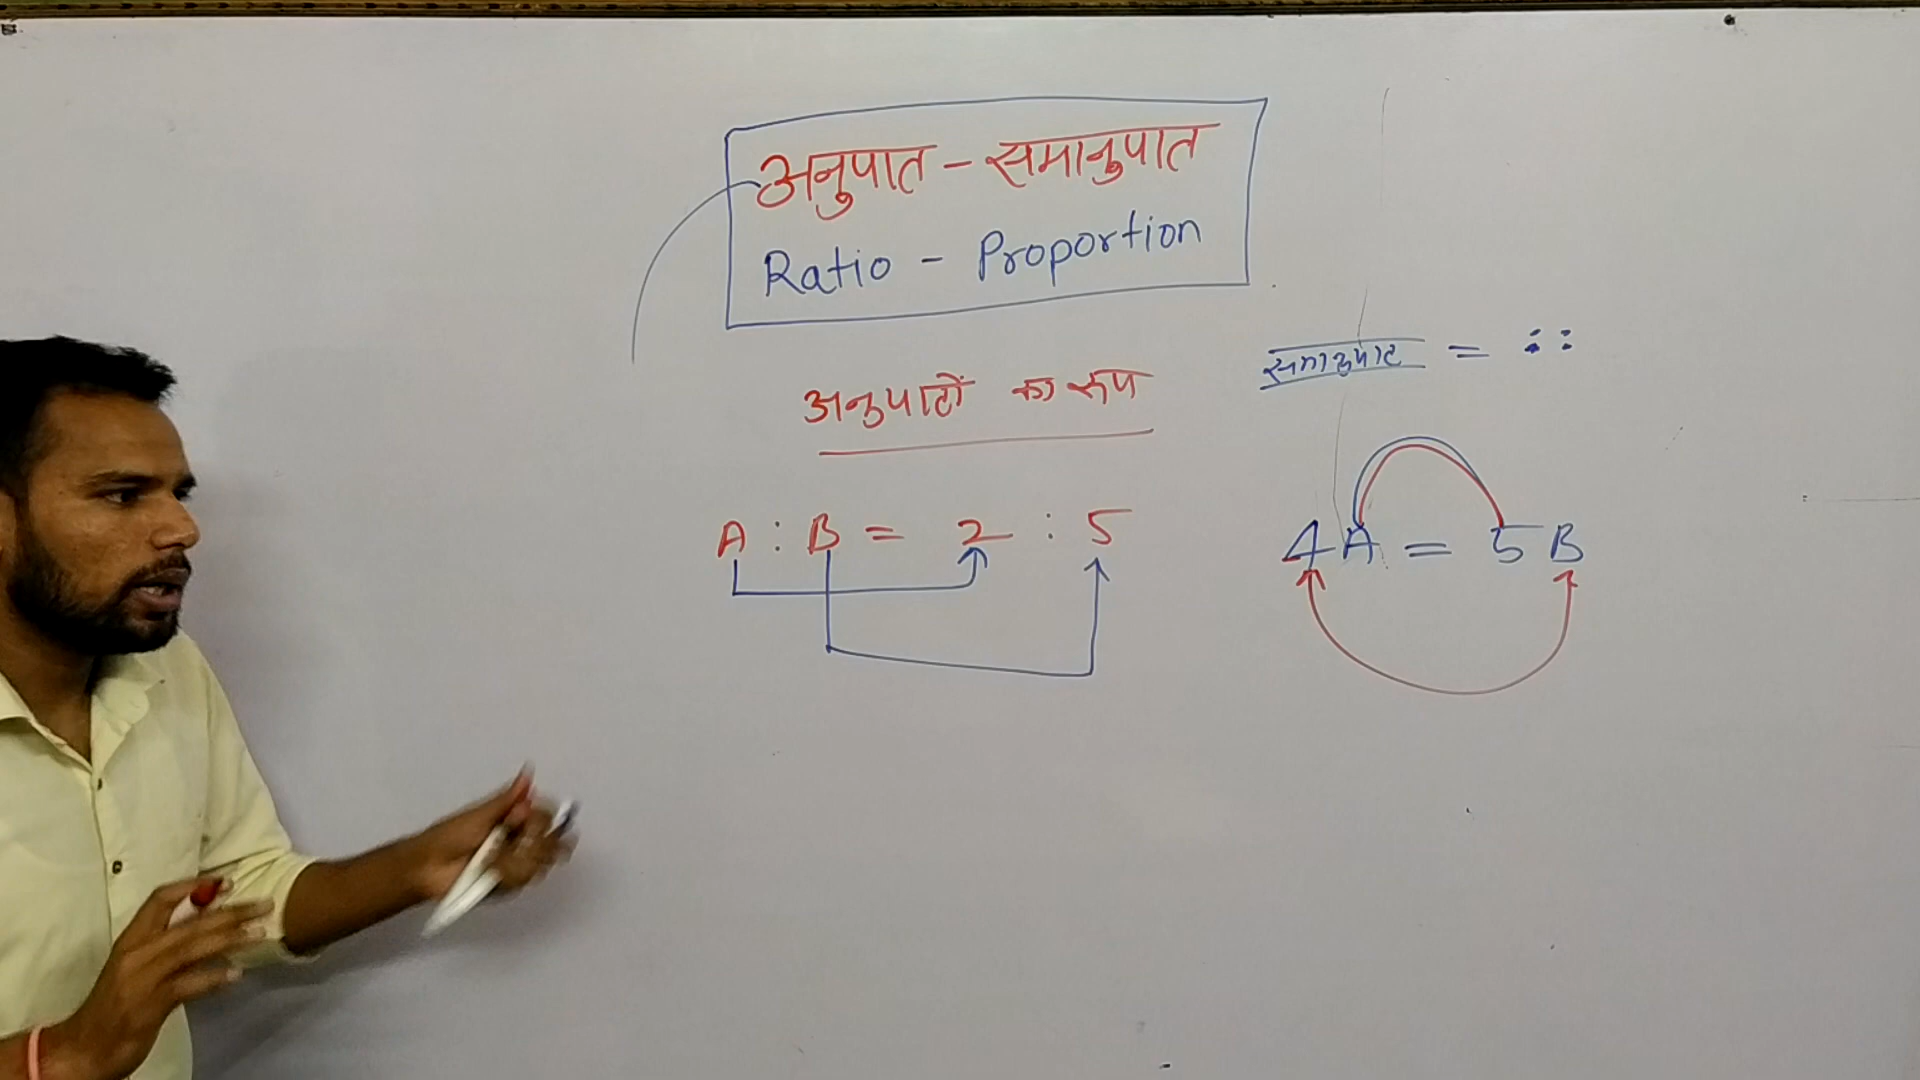 अनुपात - समानुपात
Ratio - Proportion
समानुपात = ::
अनुपातों का रूप
A : B = 2 : 5
4A = 5B